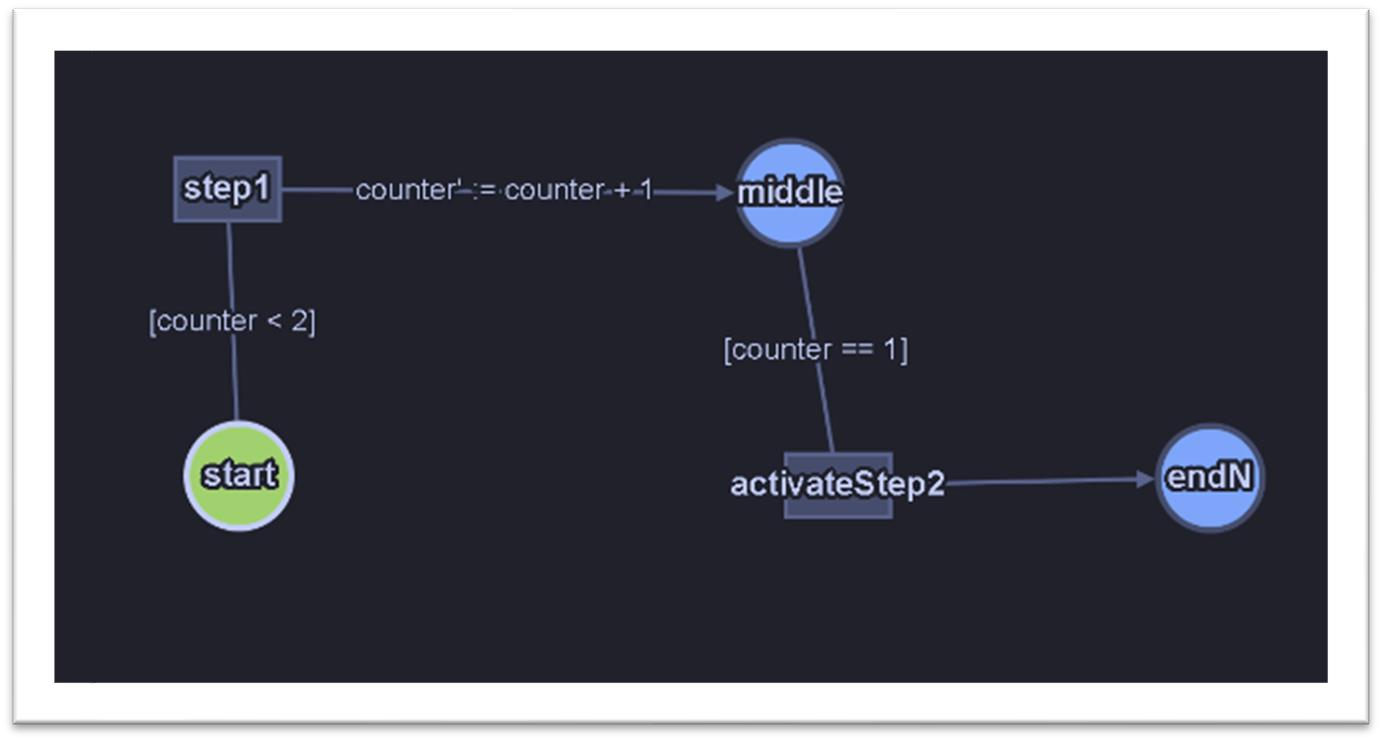 step1
counter' := counter + 1
middle
[counter < 2]
[counter == 1]
start
activateStep2
endN